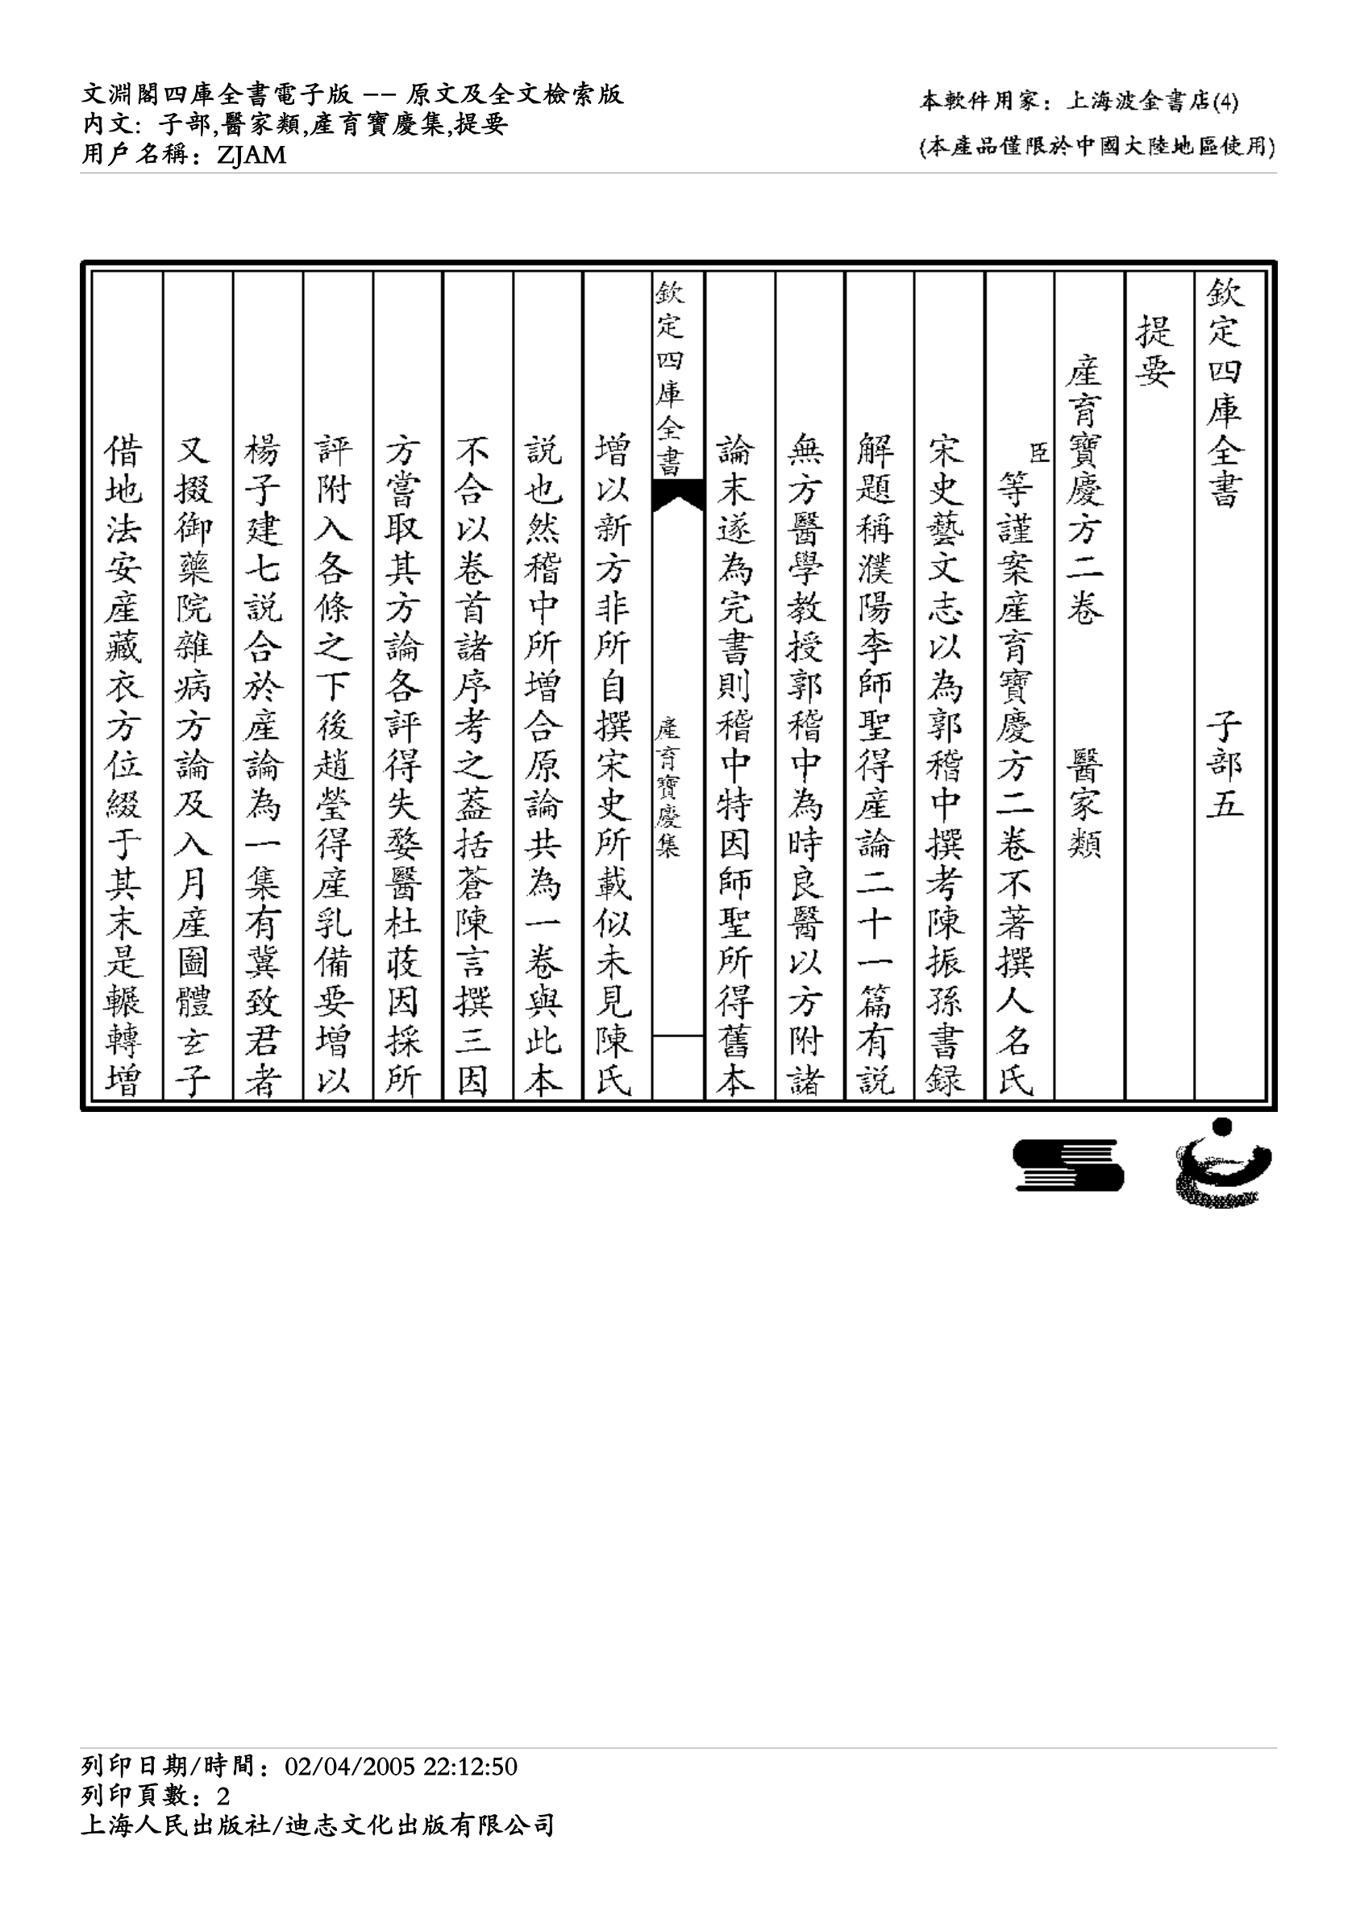 文淵閣四庫全書電子版 -- 原文及全文檢索版
內文: 子部,醫家類,產育寶慶集,提要
用戶名稱: ZJAM
本軟件用家: 上海波金書店(4)
(本產品僅限於中國大陸地區使用)
欽定四庫全書 子部五
提要
產育寶慶方二卷 醫家類
臣等謹案產育寶慶方二卷不著撰人名氏
宋史藝文志以為郭稽中撰考陳振孫書録
解題稱濮陽李師聖得產論二十一篇有説
無方醫學教授郭稽中為時良醫以方附諸
論末遂為完書則稽中特因師聖所得舊本
欽定四庫全書 產育寶慶集
增以新方非所自撰宋史所載似未見陳氏
説也然稽中所增合原論共為一卷與此本
不合以卷首諸序考之葢括蒼陳言撰三因
方嘗取其方論各評得失婺醫杜荍因採所
評附入各條之下後趙瑩得產乳備要增以
楊子建七説合於產論為一集有冀致君者
又掇御藥院雜病方論及入月產圖體玄子
借地法安產藏衣方位綴于其末是輾轉增
列印日期/時間: 02/04/2005 22:12:50
列印頁數: 2
上海人民出版社/迪志文化出版有限公司